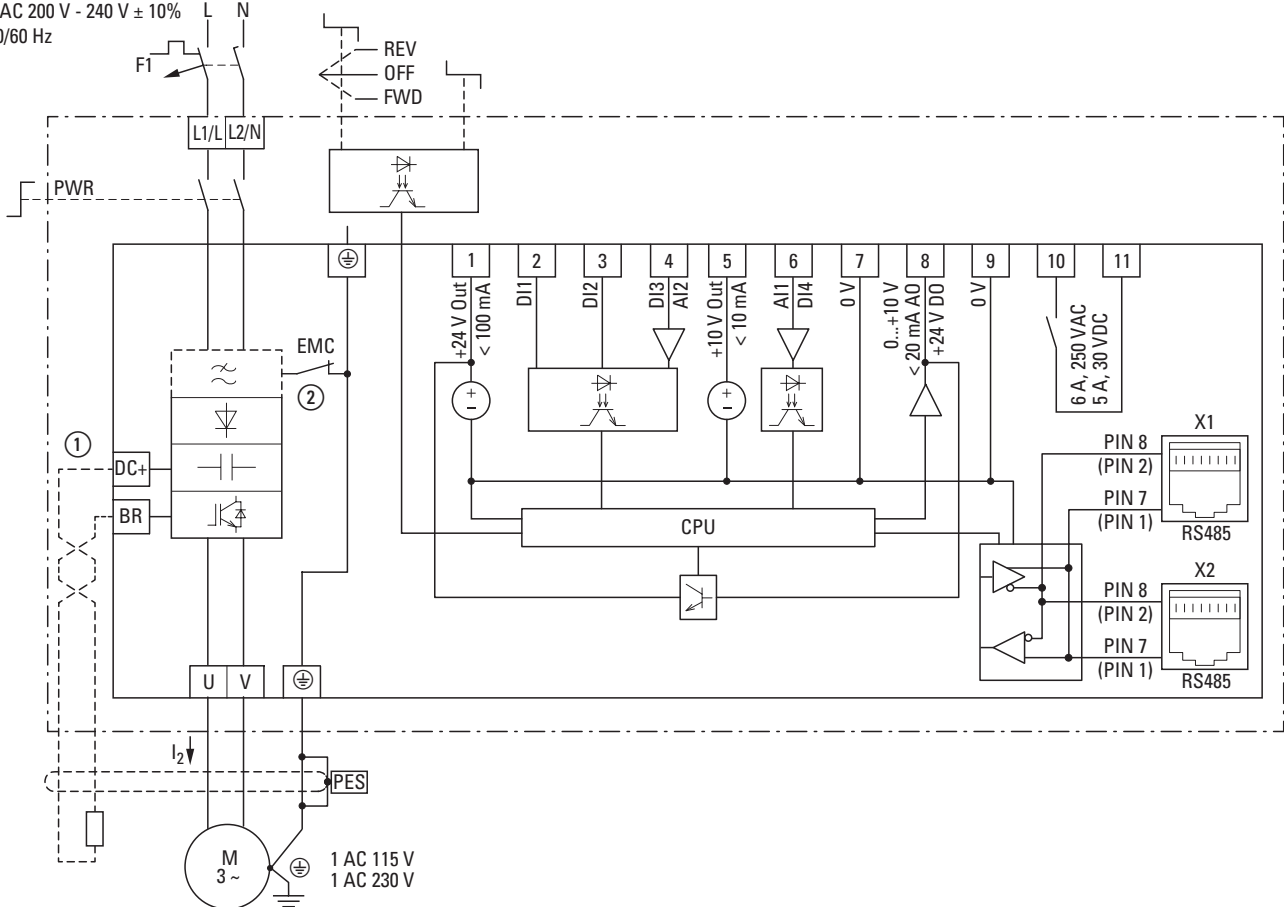 AC 200 V - 240 V ± 10%
0/60 Hz
L N
F1
REV
OFF
FWD
L1/L L2/N
PWR
1 2 3 4 5 6 7 8 9 10 11
+24 V Out
< 100 mA
DI1
DI2
DI3
AI2
+10 V Out
< 10 mA
AI1
DI4
0 V
0...+10 V
< 20 mA AO
+24 V DO
0 V
6 A, 250 VAC
5 A, 30 VDC
EMC
2
1
DC+
BR
+
-
+
-
CPU
X1
PIN 8
(PIN 2)
PIN 7
(PIN 1)
RS485
X2
PIN 8
(PIN 2)
PIN 7
(PIN 1)
RS485
U V
I2
PES
M
3 ~
1 AC 115 V
1 AC 230 V